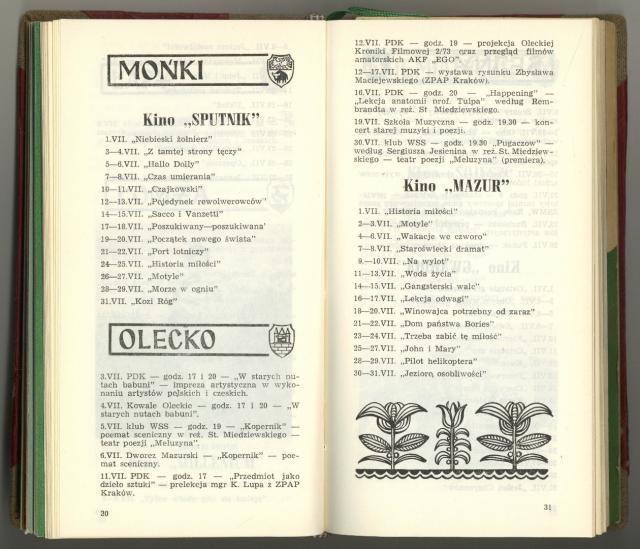 MOŃKI
Kino „SPUTNIK"
1.VII. „Niebieski żołnierz"
3—4.VII. „Z tamtej strony tęczy"
5—6.VII. „Hallo Dolly"
7—8.VII. „Czas umierania"
10—11.VII. „Czajkowski"
12—13.VII. „Pojedynek rewolwerowców"
14—15.VII. „Sacco i Vanzetti"
17—18.VII. „Poszukiwany—poszukiwana'
19—20.VII. „Początek nowego świata"
21—22.VII. „Port lotniczy"
24—25.VII. „Historia miłości"
26—27.VII. „Motyle"
28—29.VII. „Morze w ogniu"
31.VII. „Kozi Róg"
OLECKO
3.VII. PDK — godz. 17 i 20 — „W starych nu-
tach babuni" — impreza artystyczna w wyko-
naniu artystów polskich i czeskich.
4.VII. Kowale Oleckie — godz. 17 i 20 — „W
starych nutach babuni".
5.VII. klub WSS — godz. 19 — „Kopernik" —
poemat sceniczny w reż. St. Miedziewskiego —
teatr poezji „Meluzyna".
6.VII. Dworzec Mazurski — „Kopernik" — poe-
mat sceniczny.
11.VII. PDK — godz. 17 — „Przedmiot jako
dzieło sztuki" — prelekcja mgr K. Lupa z ZPAP
Kraków.
20
12.VII. PDK — godz. 19 — projekcja Oleckiej
Kroniki Filmowej 2/73 oraz przegląd filmów
amatorskich AKF „EGO".
12—17.VII. PDK — wystawa rysunku Zbysława
Maciejewskiego (ZPAP Kraków).
16.VII. PDK — godz. 20 — „Happening" —
„Lekcja anatomii prof. Tulpa" według Rem-
brandta w reż. St. Miedziewskiego.
19.VII. Szkoła Muzyczna — godz. 19.30 — kon-
cert starej muzyki i poezji.
30.VII. klub WSS — godz. 19.30 „Pugaczow" —
według Sergiusza Jesienina w reż. St. Miedziew-
skiego — teatr poezji „Meluzyna" (premiera).
Kino „MAZUR"
1.VII. „Historia miłości"
2—3.VII. „Motyle"
4—6.VII. „Wakacje we czworo"
7—8.VII. „Staroświecki dramat"
9.—10.VII. „Na wylot"
11—13.VII. „Woda życia"
14—15.VII. „Gangsterski walc"
16—17.VII. „Lekcja odwagi"
18—20.VII. „Winowajca potrzebny od zaraz"
21—22.VII. „Dom państwa Bories"
23—24.VII. „Trzeba zabić tę miłość"
25—27.VII. „John i Mary"
28—29.VII. „Pilot helikoptera"
30—31.VII. „Jezioro osobliwości"
31